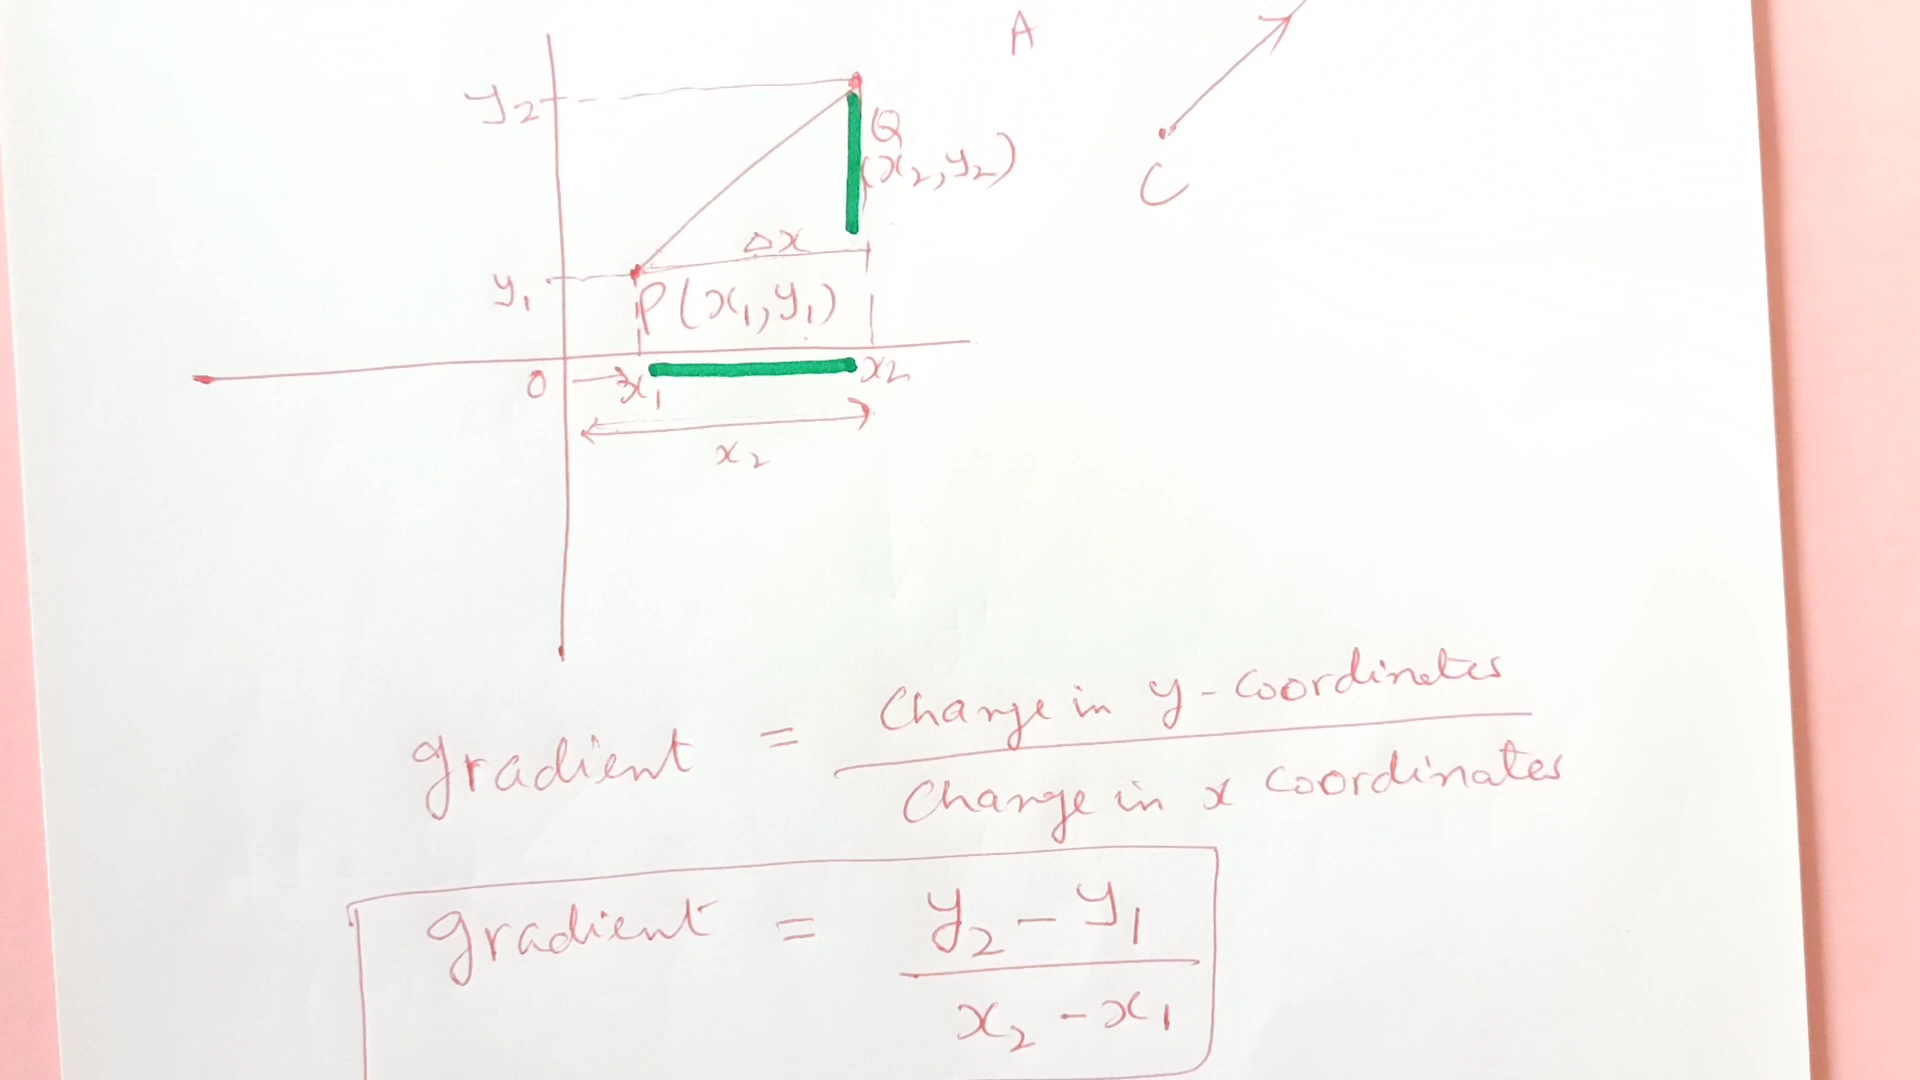 A
y₂
Q
(x₂, y₂)
C
Δx
y₁
P(x₁, y₁)
0
x₁
x₂
x₂
gradient = Change in y - Coordinates
Change in x Coordinates
gradient = y₂ - y₁
x₂ - x₁